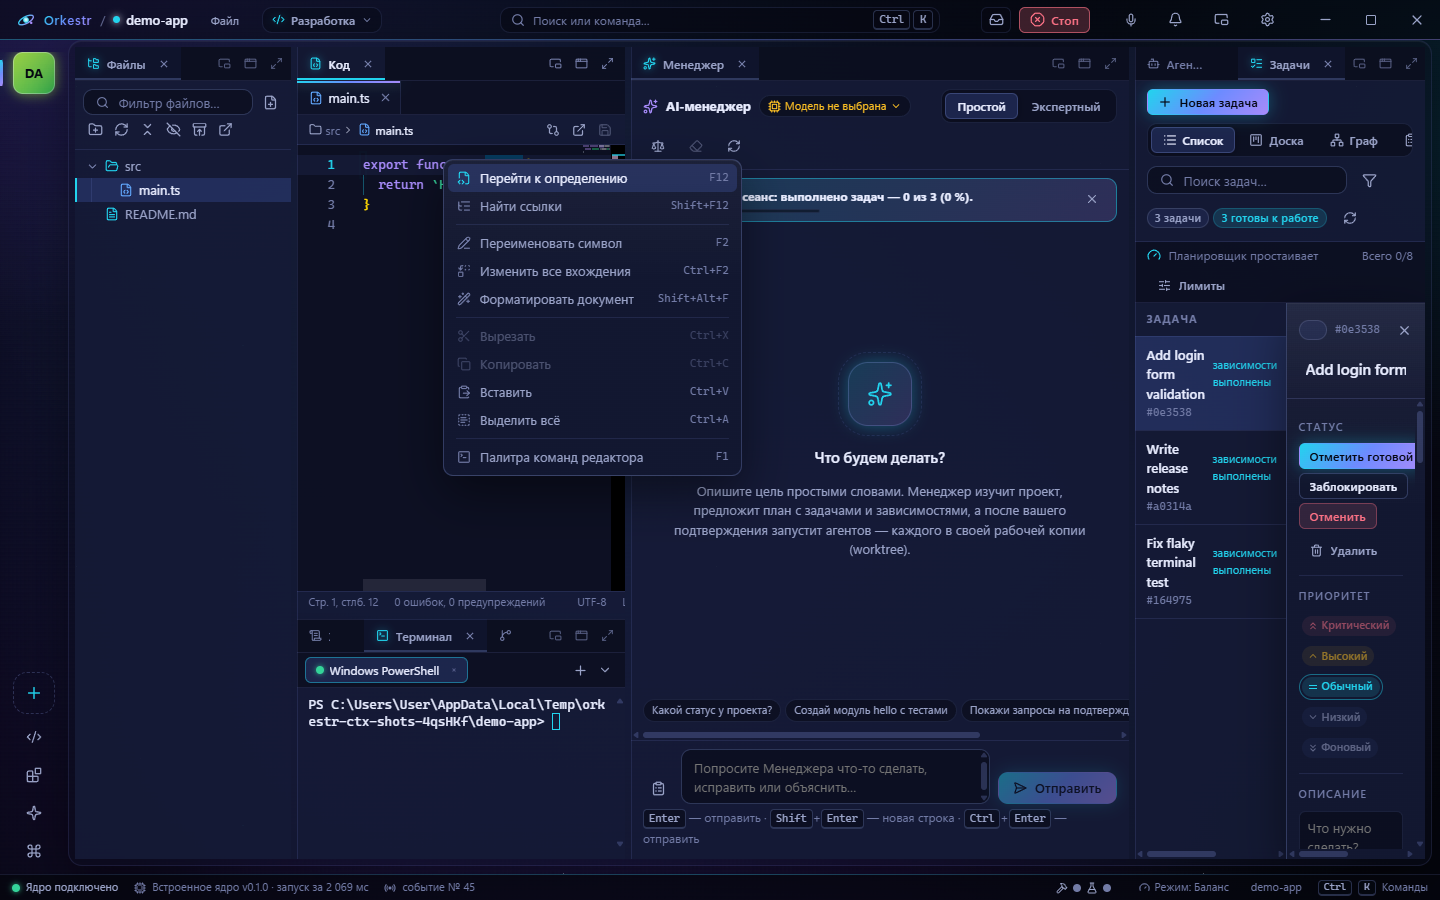 Orkestr / demo-app Файл Разработка
Поиск или команда... Ctrl K
Стоп
DA
Файлы
Фильтр файлов...
src
main.ts
README.md
Код
main.ts
src > main.ts
1 export func
2 return `H
3 }
4
Перейти к определению F12
Найти ссылки Shift+F12
Переименовать символ F2
Изменить все вхождения Ctrl+F2
Форматировать документ Shift+Alt+F
Вырезать Ctrl+X
Копировать Ctrl+C
Вставить Ctrl+V
Выделить всё Ctrl+A
Палитра команд редактора F1
Стр. 1, стлб. 12 0 ошибок, 0 предупреждений UTF-8
Терминал
Windows PowerShell
PS C:\Users\User\AppData\Local\Temp\ork
estr-ctx-shots-4qsHKf\demo-app>
Менеджер
AI-менеджер Модель не выбрана Простой Экспертный
сеанс: выполнено задач — 0 из 3 (0 %).
Что будем делать?
Опишите цель простыми словами. Менеджер изучит проект,
предложит план с задачами и зависимостями, а после вашего
подтверждения запустит агентов — каждого в своей рабочей копии
(worktree).
Какой статус у проекта? Создай модуль hello с тестами Покажи запросы на подтвержд
Попросите Менеджера что-то сделать,
исправить или объяснить...
Отправить
Enter — отправить · Shift + Enter — новая строка · Ctrl + Enter —
отправить
Аген... Задачи
Новая задача
Список Доска Граф
Поиск задач...
3 задачи 3 готовы к работе
Планировщик простаивает Всего 0/8
Лимиты
ЗАДАЧА
Add login
form
validation
#0e3538
зависимости
выполнены
Write
release
notes
#a0314a
зависимости
выполнены
Fix flaky
terminal
test
#164975
зависимости
выполнены
#0e3538
Add login form
СТАТУС
Отметить готовой
Заблокировать
Отменить
Удалить
ПРИОРИТЕТ
Критический
Высокий
Обычный
Низкий
Фоновый
ОПИСАНИЕ
Что нужно
сделать?
Ядро подключено Встроенное ядро v0.1.0 · запуск за 2 069 мс событие № 45
Режим: Баланс demo-app Ctrl K Команды